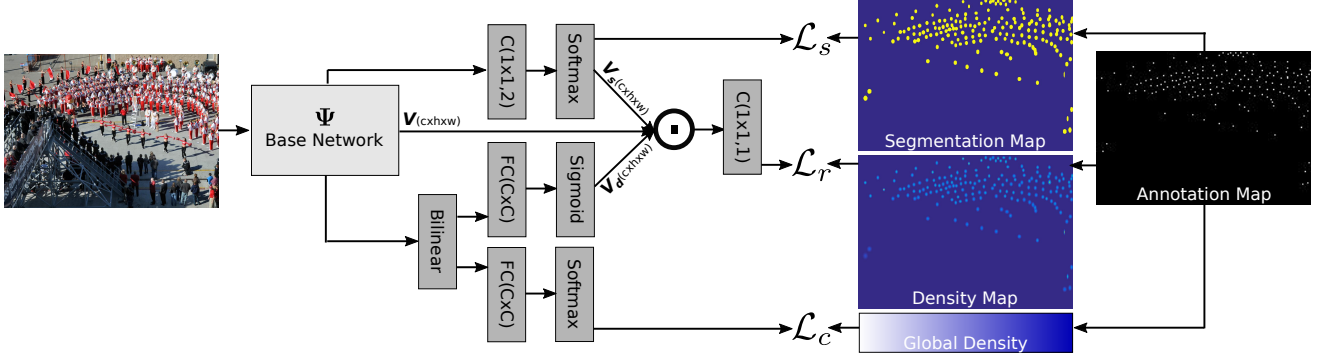 Ψ
Base Network
C(1x1,2)
Softmax
V(cxhxw)
Vs(cxhxw)
Vd(cxhxw)
Bilinear
FC(CxC)
Sigmoid
FC(CxC)
Softmax
C(1x1,1)
ℒs
ℒr
ℒc
Segmentation Map
Density Map
Global Density
Annotation Map